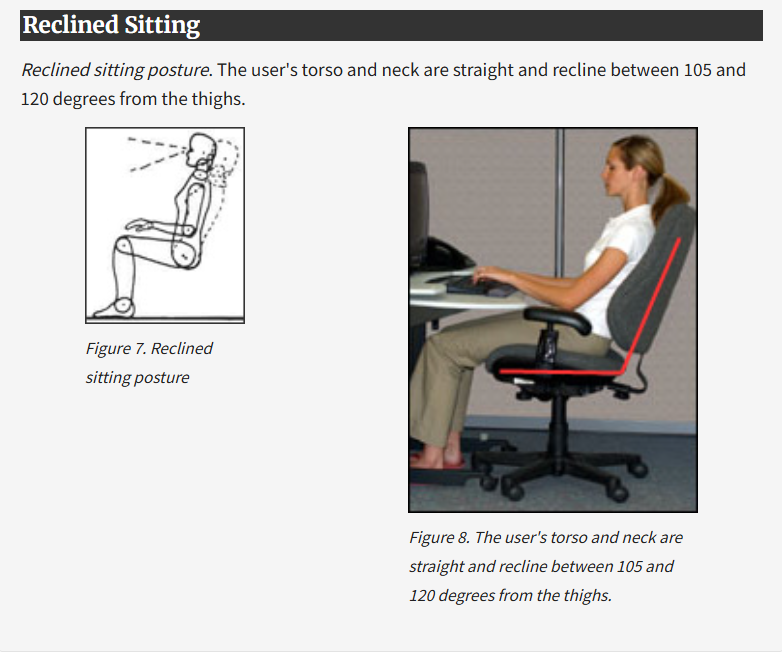 Reclined Sitting
Reclined sitting posture. The user's torso and neck are straight and recline between 105 and
120 degrees from the thighs.
Figure 7. Reclined
sitting posture
Figure 8. The user's torso and neck are
straight and recline between 105 and
120 degrees from the thighs.